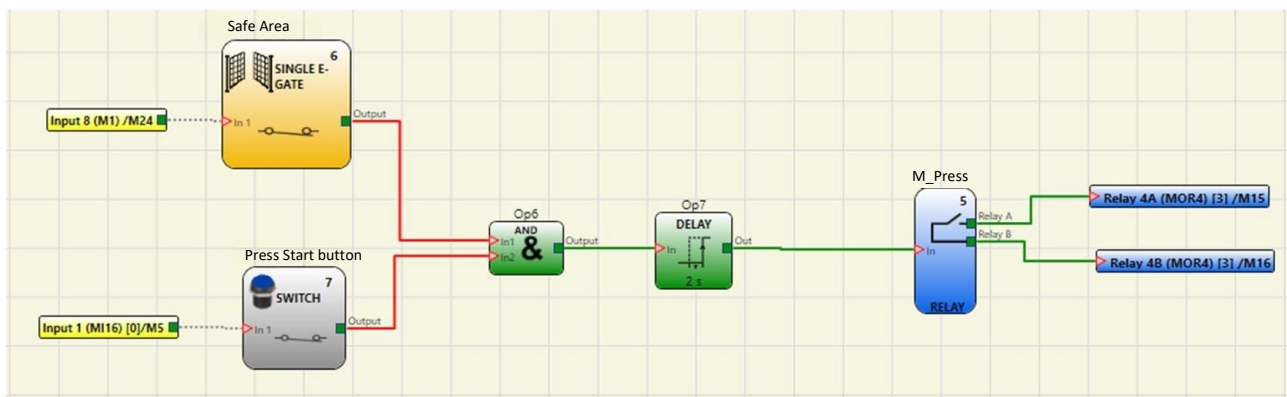 Safe Area
6
SINGLE E-
GATE
Input 8 (M1) /M24
In 1
Output
Press Start button
7
SWITCH
Input 1 (MI16) [0]/M5
In 1
Output
Op6
AND
&
In1
In2
Output
Op7
DELAY
In
Out
2 s
M_Press
5
Relay A
Relay B
In
RELAY
Relay 4A (MOR4) [3] /M15
Relay 4B (MOR4) [3] /M16